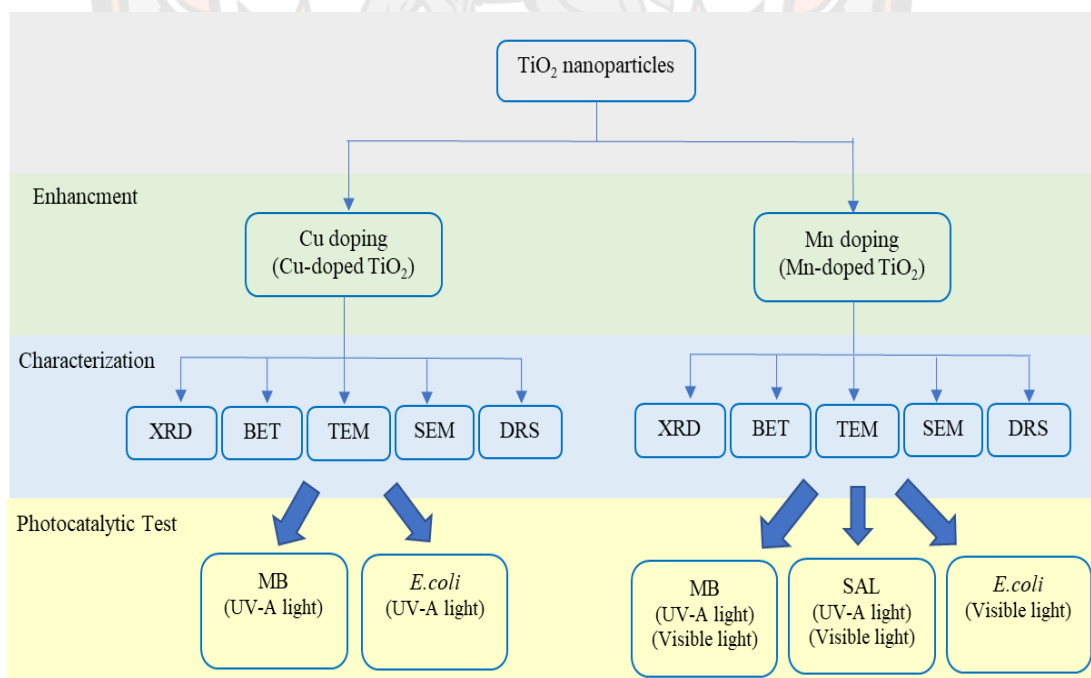 TiO₂ nanoparticles
Enhancment
Cu doping
(Cu-doped TiO₂)
Mn doping
(Mn-doped TiO₂)
Characterization
XRD
BET
TEM
SEM
DRS
XRD
BET
TEM
SEM
DRS
Photocatalytic Test
MB
(UV-A light)
E.coli
(UV-A light)
MB
(UV-A light)
(Visible light)
SAL
(UV-A light)
(Visible light)
E.coli
(Visible light)